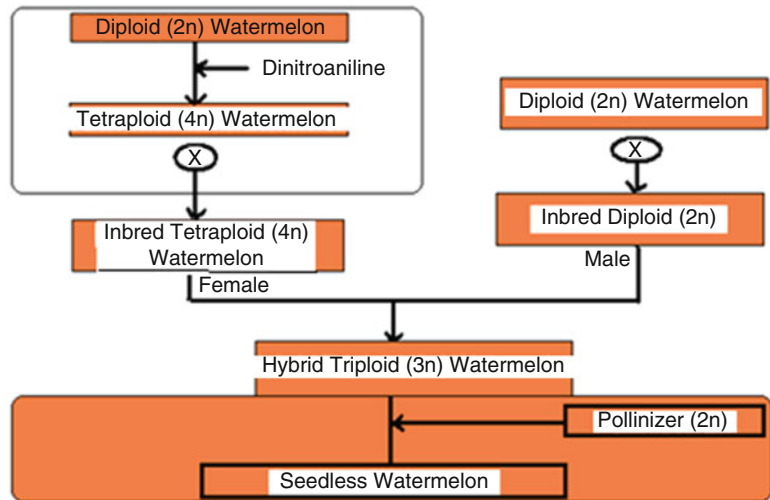 Diploid (2n) Watermelon
Dinitroaniline
Tetraploid (4n) Watermelon
X
Inbred Tetraploid (4n)
Watermelon
Female
Diploid (2n) Watermelon
X
Inbred Diploid (2n)
Male
Hybrid Triploid (3n) Watermelon
Pollinizer (2n)
Seedless Watermelon